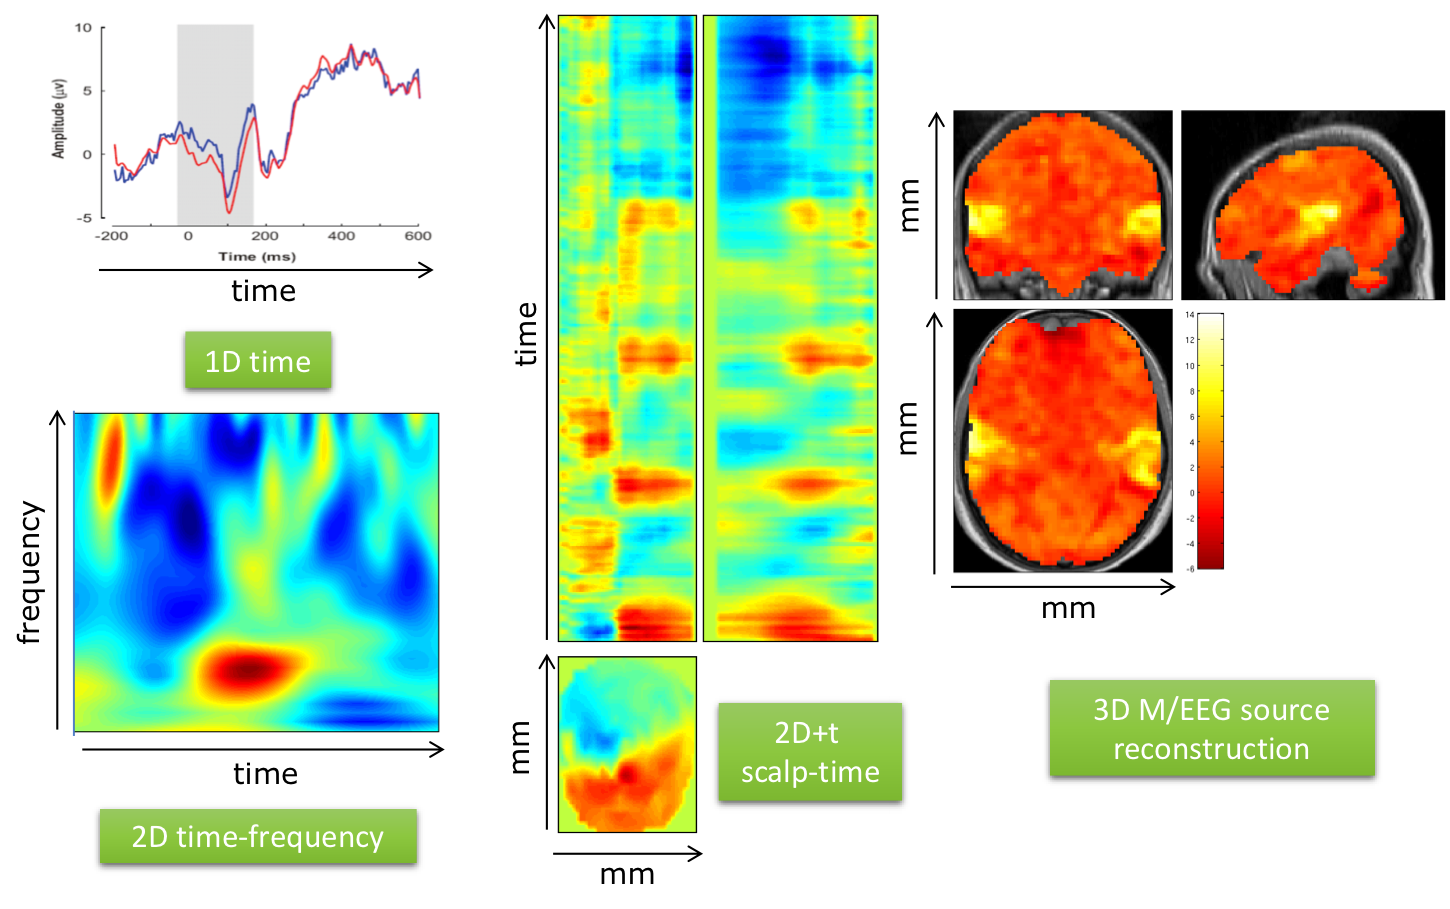 10
5
0
-5
Amplitude (μv)
-200
0
200
400
600
Time (ms)
time
1D time
frequency
time
2D time-frequency
time
mm
mm
2D+t
scalp-time
mm
mm
mm
14
12
10
8
6
4
2
0
-2
-4
-6
3D M/EEG source
reconstruction